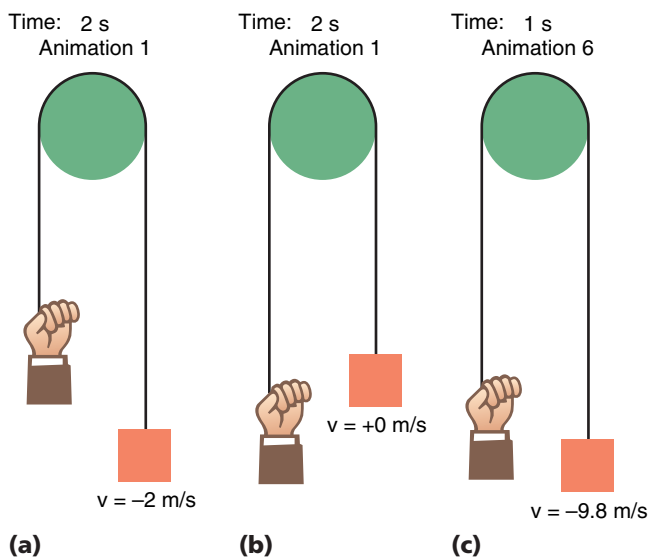 Time: 2 s
Animation 1
v = –2 m/s
(a)
Time: 2 s
Animation 1
v = +0 m/s
(b)
Time: 1 s
Animation 6
v = –9.8 m/s
(c)